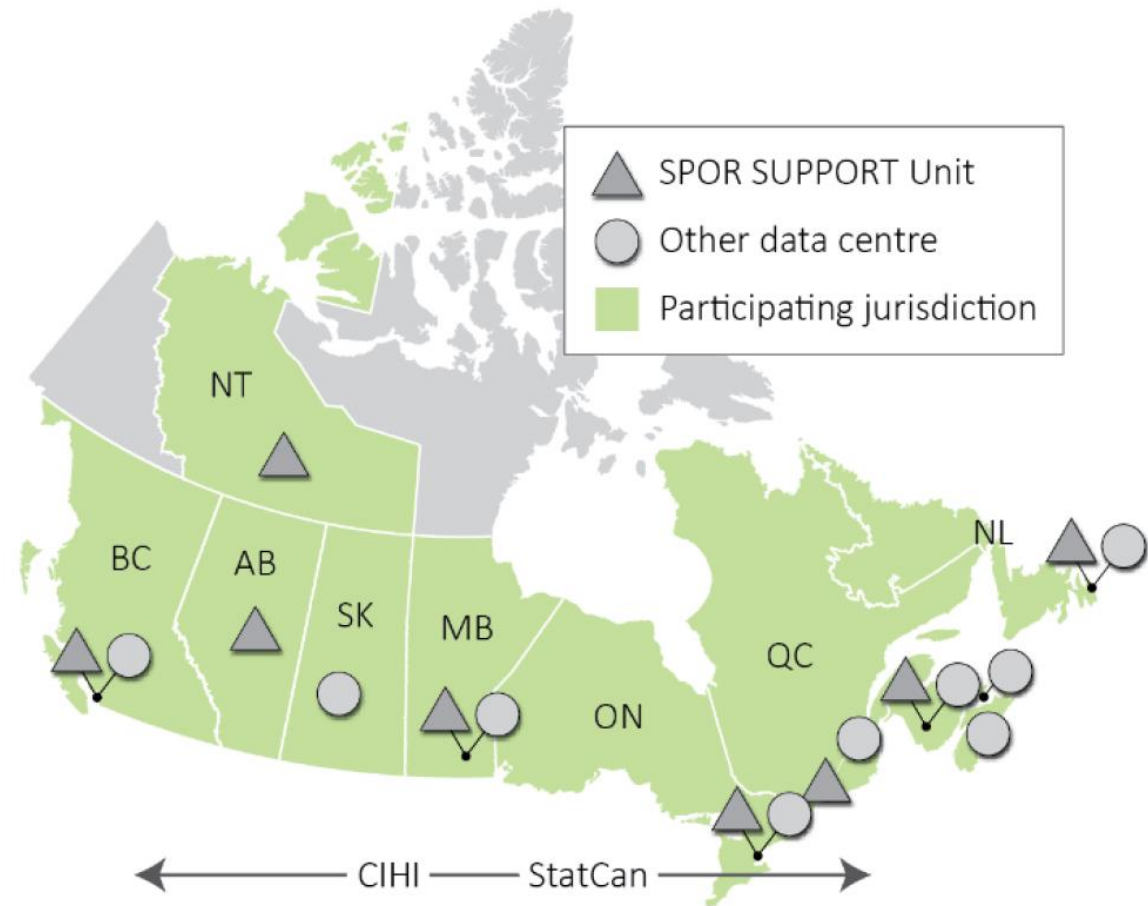 SPOR SUPPORT Unit
Other data centre
Participating jurisdiction
NT
BC
AB
SK
MB
ON
QC
NL
CIHI
StatCan